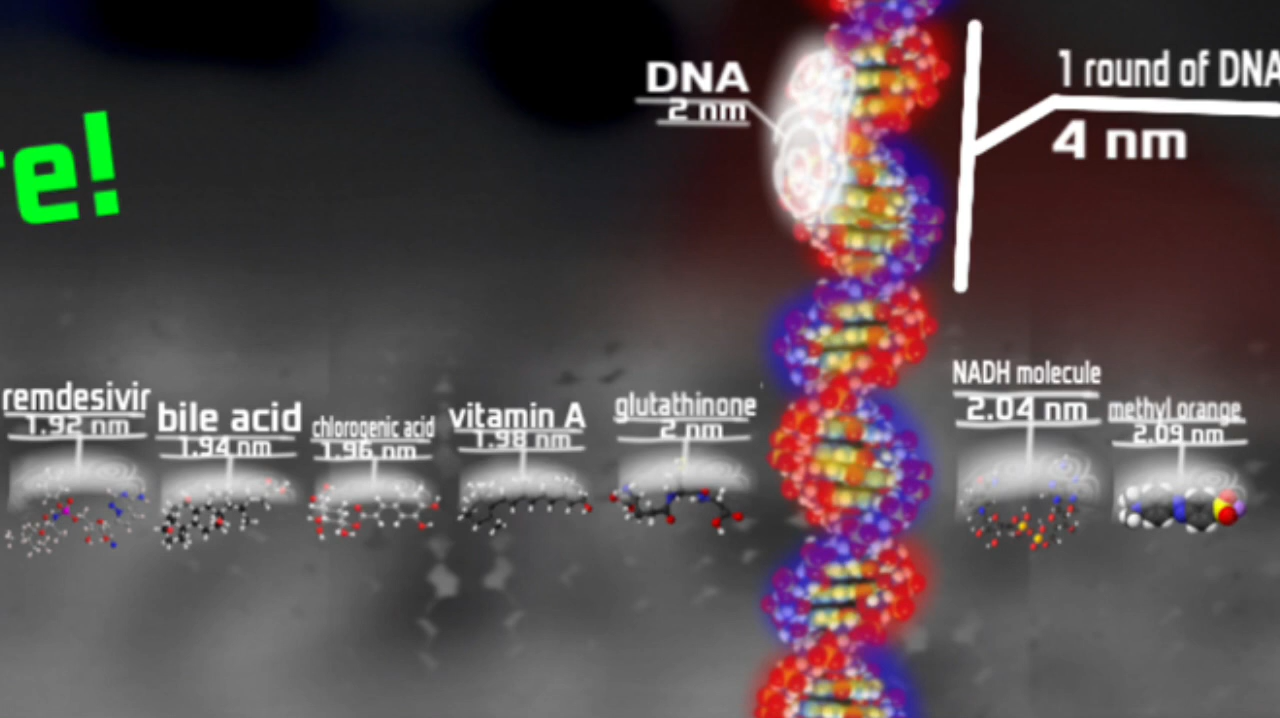 DNA
2 nm
1 round of DNA
4 nm
e!
remdesivir
1.92 nm
bile acid
1.94 nm
chlorogenic acid
1.96 nm
vitamin A
1.98 nm
glutathinone
2 nm
NADH molecule
2.04 nm
methyl orange
2.09 nm